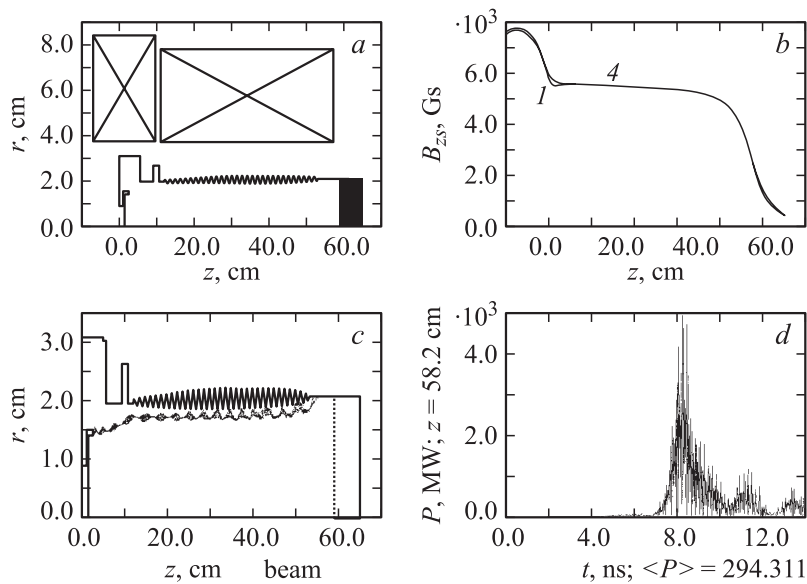 a
8.0
6.0
4.0
2.0
0.0
r, cm
0.0 20.0 40.0 60.0
z, cm
·10³
b
6.0
4.0
2.0
0.0
B_zs, Gs
1
4
0.0 20.0 40.0 60.0
z, cm
c
3.0
2.0
1.0
0.0
r, cm
0.0 20.0 40.0 60.0
z, cm beam
·10³
d
4.0
2.0
0.0
P, MW; z = 58.2 cm
0.0 4.0 8.0 12.0
t, ns; <P> = 294.311